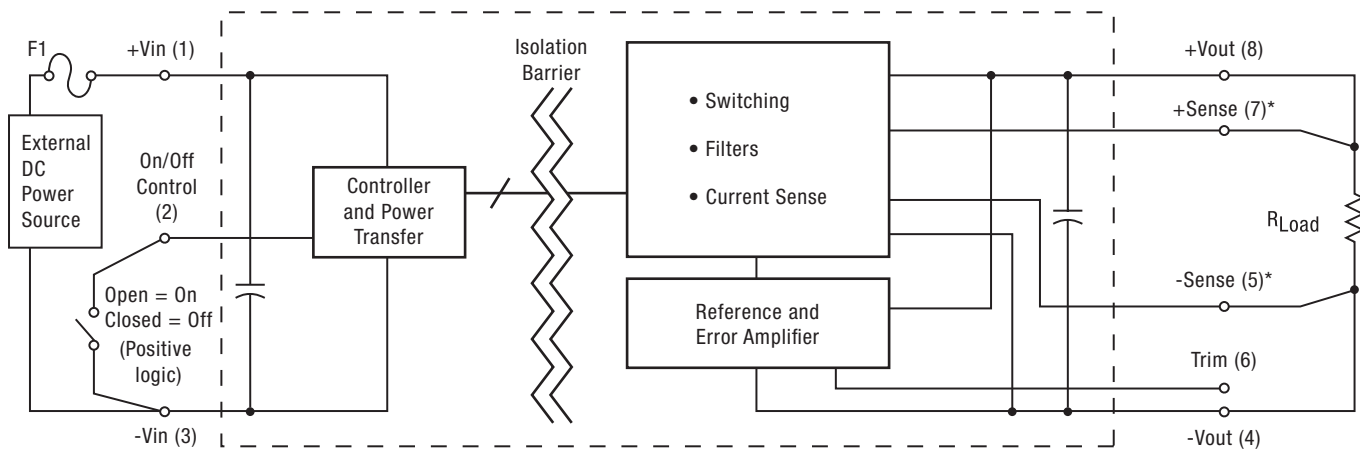 F1
+Vin (1)
External
DC
Power
Source
On/Off
Control
(2)
Open = On
Closed = Off
(Positive
logic)
-Vin (3)
Controller
and Power
Transfer
Isolation
Barrier
• Switching
• Filters
• Current Sense
Reference and
Error Amplifier
+Vout (8)
+Sense (7)*
RLoad
-Sense (5)*
Trim (6)
-Vout (4)